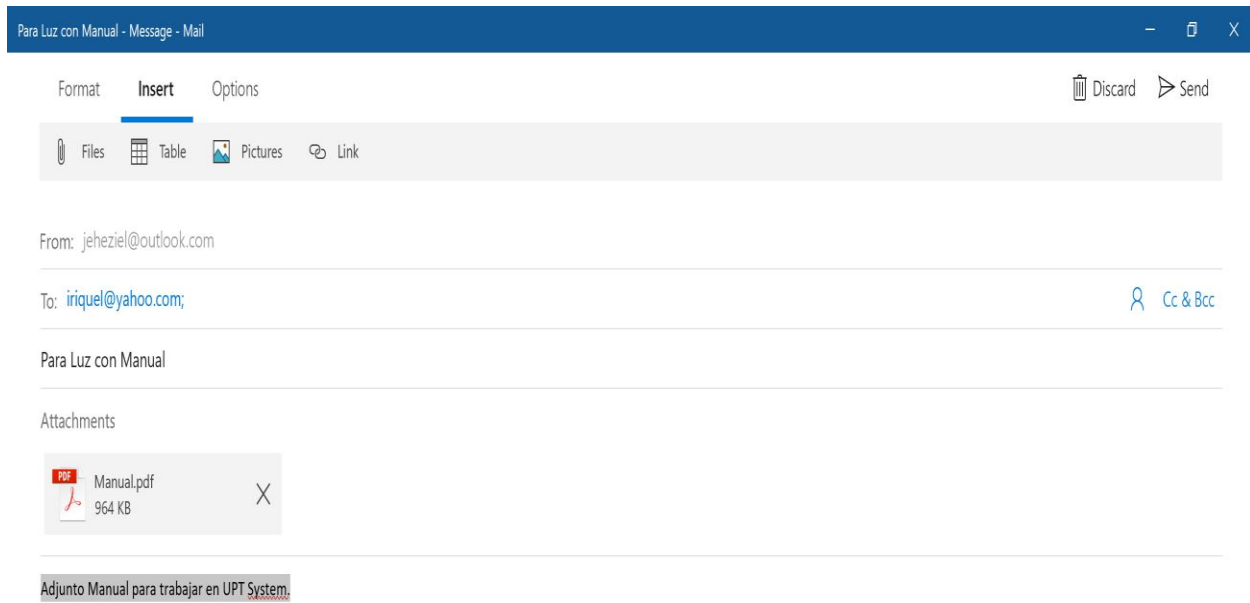 Para Luz con Manual - Message - Mail
Format Insert Options Discard Send
Files Table Pictures Link
From: jeheziel@outlook.com
To: iriquel@yahoo.com; Cc & Bcc
Para Luz con Manual
Attachments
PDF Manual.pdf
964 KB
Adjunto Manual para trabajar en UPT System.